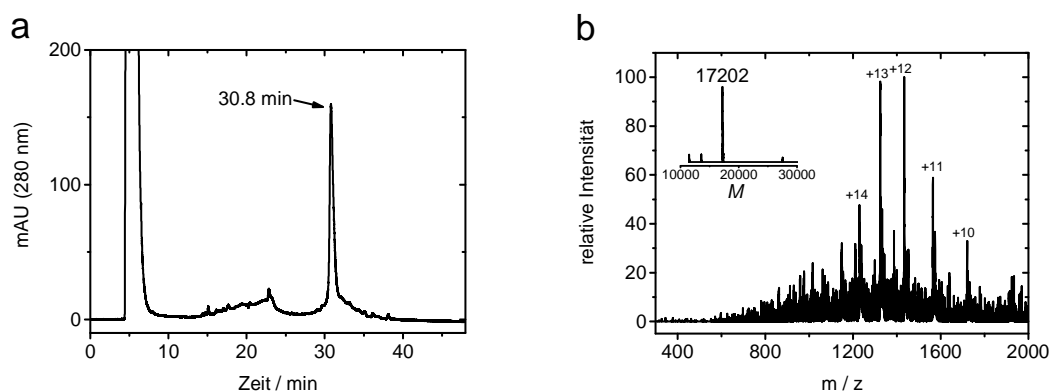 a
200
100
0
mAU (280 nm)
30.8 min
0 10 20 30 40
Zeit / min
b
100
80
60
40
20
0
relative Intensität
17202
10000 20000 30000
M
+14
+13
+12
+11
+10
400 800 1200 1600 2000
m / z